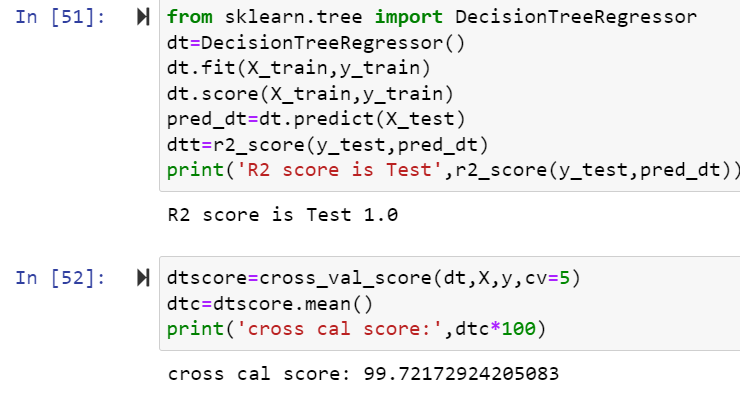 In [51]: from sklearn.tree import DecisionTreeRegressor
dt=DecisionTreeRegressor()
dt.fit(X_train,y_train)
dt.score(X_train,y_train)
pred_dt=dt.predict(X_test)
dtt=r2_score(y_test,pred_dt)
print('R2 score is Test',r2_score(y_test,pred_dt))
R2 score is Test 1.0
In [52]: dtscore=cross_val_score(dt,X,y,cv=5)
dtc=dtscore.mean()
print('cross cal score:',dtc*100)
cross cal score: 99.72172924205083